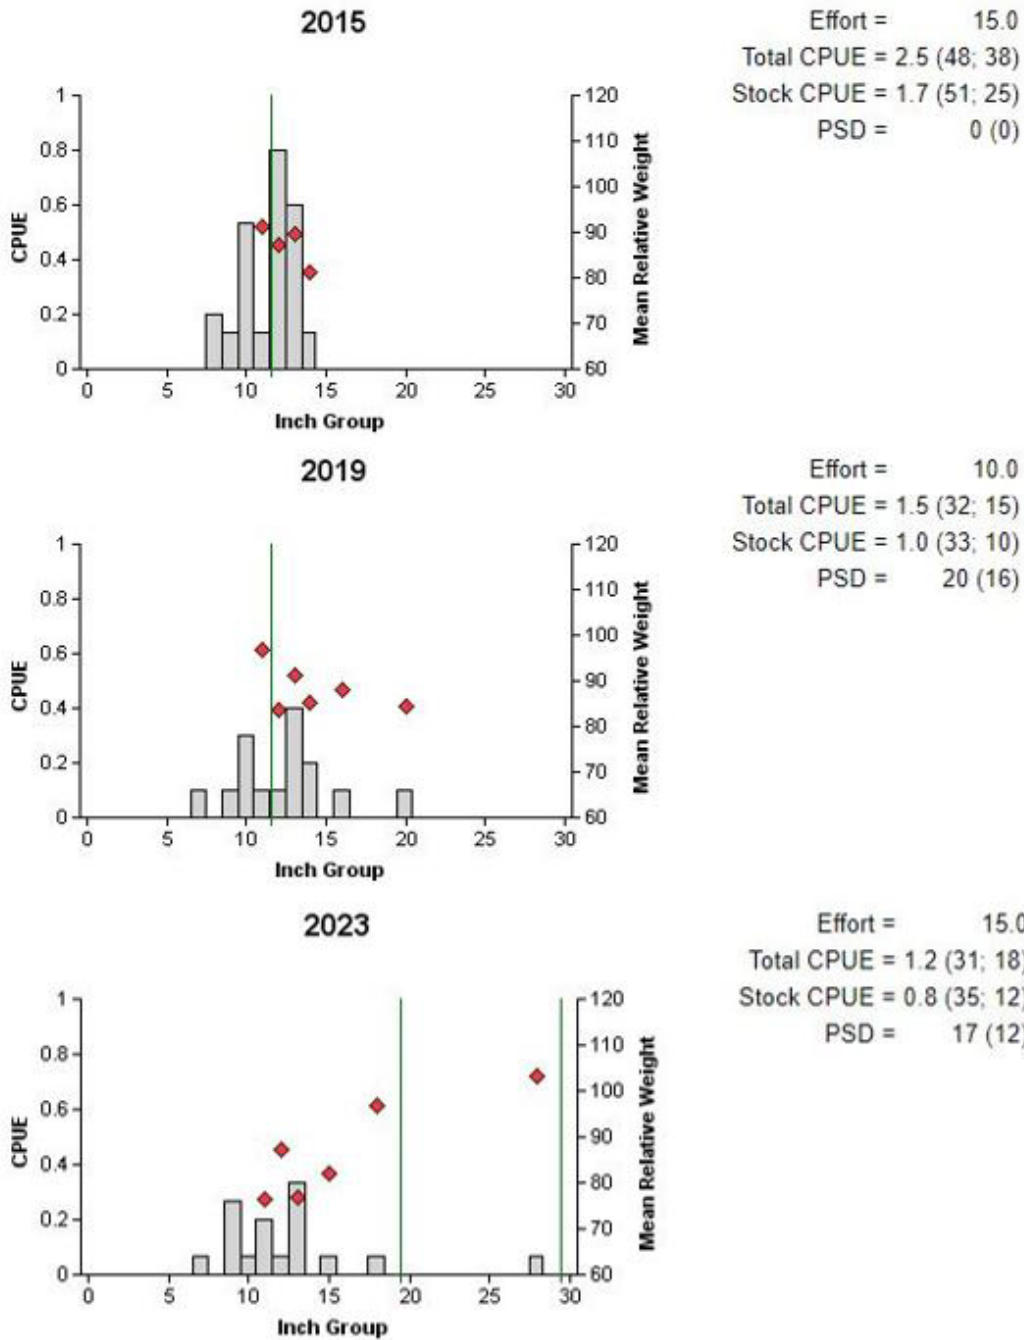 2015
Effort = 15.0
Total CPUE = 2.5 (48; 38)
Stock CPUE = 1.7 (51; 25)
PSD = 0 (0)
1 120
110
0.8
100
0.6
90
0.4
80
0.2
70
0 60
CPUE
Mean Relative Weight
0 5 10 15 20 25 30
Inch Group
2019
Effort = 10.0
Total CPUE = 1.5 (32; 15)
Stock CPUE = 1.0 (33; 10)
PSD = 20 (16)
1 120
110
0.8
100
0.6
90
0.4
80
0.2
70
0 60
CPUE
Mean Relative Weight
0 5 10 15 20 25 30
Inch Group
2023
Effort = 15.0
Total CPUE = 1.2 (31; 18)
Stock CPUE = 0.8 (35; 12)
PSD = 17 (12)
1 120
110
0.8
100
0.6
90
0.4
80
0.2
70
0 60
CPUE
Mean Relative Weight
0 5 10 15 20 25 30
Inch Group